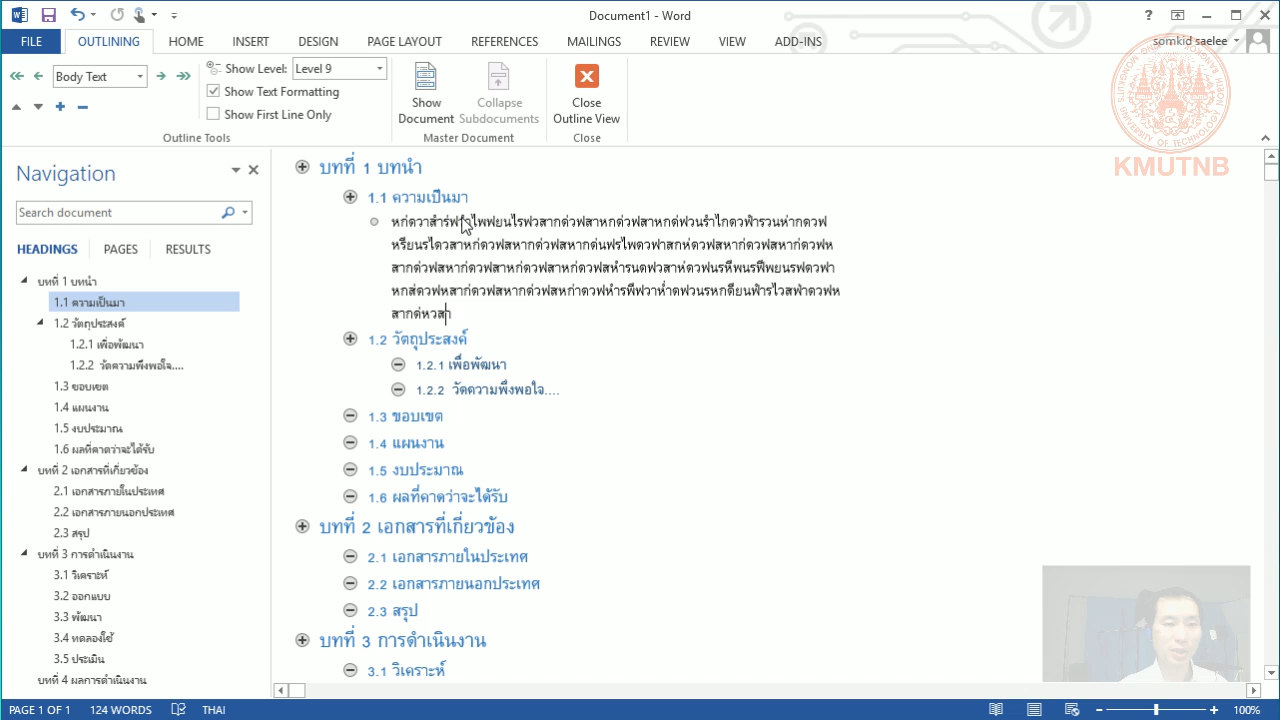 Document1 - Word
FILE
OUTLINING
HOME
INSERT
DESIGN
PAGE LAYOUT
REFERENCES
MAILINGS
REVIEW
VIEW
ADD-INS
somkid saelee
Body Text
Show Level:
Level 9
Show Text Formatting
Show First Line Only
Outline Tools
Show Document
Collapse Subdocuments
Master Document
Close Outline View
Close
KMUTNB
Navigation
Search document
HEADINGS
PAGES
RESULTS
บทที่ 1 บทนำ
1.1 ความเป็นมา
1.2 วัตถุประสงค์
1.2.1 เพื่อพัฒนา
1.2.2 วัดความพึงพอใจ....
1.3 ขอบเขต
1.4 แผนงาน
1.5 งบประมาณ
1.6 ผลที่คาดว่าจะได้รับ
บทที่ 2 เอกสารที่เกี่ยวข้อง
2.1 เอกสารภายในประเทศ
2.2 เอกสารภายนอกประเทศ
2.3 สรุป
บทที่ 3 การดำเนินงาน
3.1 วิเคราะห์
3.2 ออกแบบ
3.3 พัฒนา
3.4 ทดลองใช้
3.5 ประเมิน
บทที่ 4 ผลการดำเนินงาน
บทที่ 1 บทนำ
1.1 ความเป็นมา
1.2 วัตถุประสงค์
1.2.1 เพื่อพัฒนา
1.2.2 วัดความพึงพอใจ....
1.3 ขอบเขต
1.4 แผนงาน
1.5 งบประมาณ
1.6 ผลที่คาดว่าจะได้รับ
บทที่ 2 เอกสารที่เกี่ยวข้อง
2.1 เอกสารภายในประเทศ
2.2 เอกสารภายนอกประเทศ
2.3 สรุป
บทที่ 3 การดำเนินงาน
3.1 วิเคราะห์
PAGE 1 OF 1
124 WORDS
THAI
100%